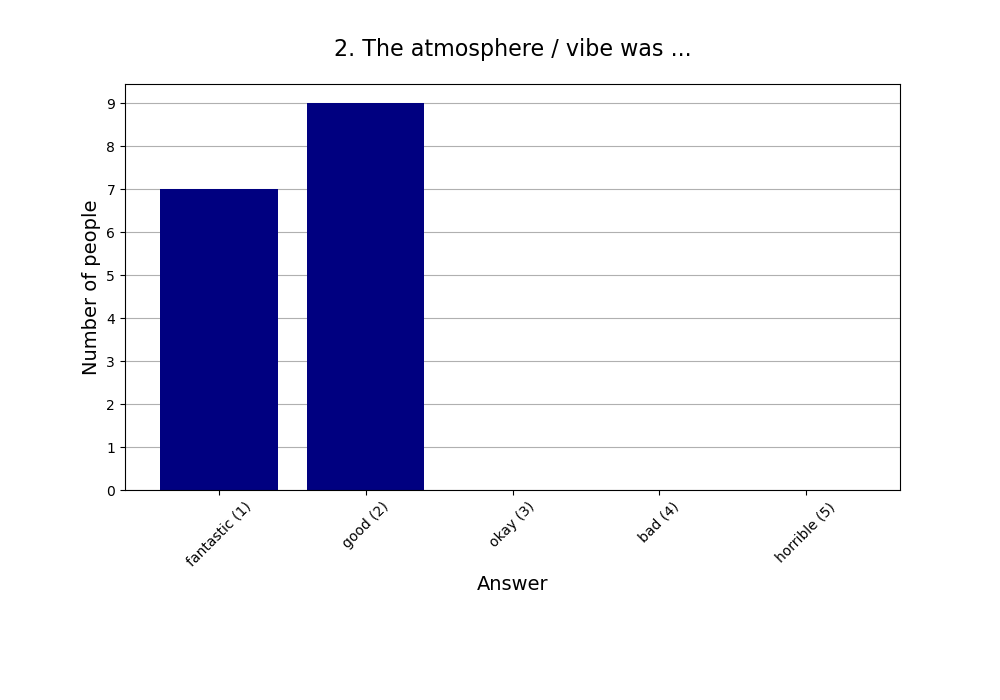 2. The atmosphere / vibe was ...
9
8
7
6
5
4
3
2
1
0
Number of people
fantastic (1)
good (2)
okay (3)
bad (4)
horrible (5)
Answer